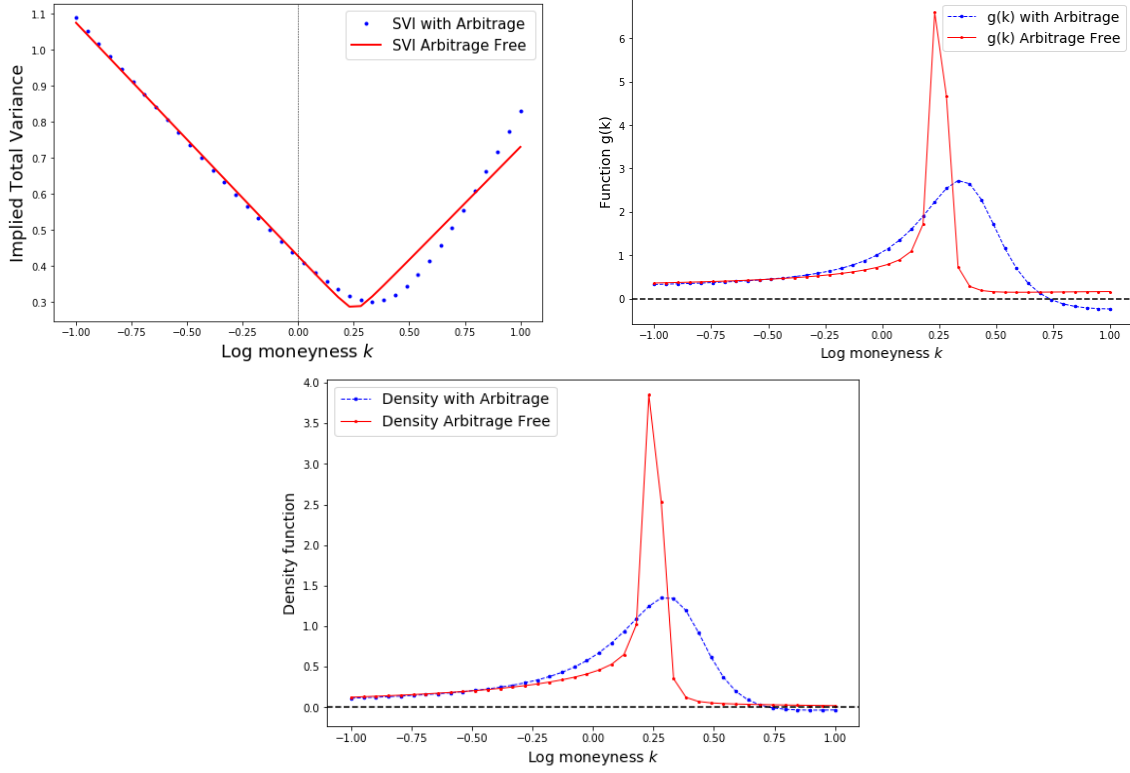 SVI with Arbitrage
SVI Arbitrage Free
Implied Total Variance
1.1
1.0
0.9
0.8
0.7
0.6
0.5
0.4
0.3
−1.00 −0.75 −0.50 −0.25 0.00 0.25 0.50 0.75 1.00
Log moneyness k
g(k) with Arbitrage
g(k) Arbitrage Free
Function g(k)
6
5
4
3
2
1
0
−1.00 −0.75 −0.50 −0.25 0.00 0.25 0.50 0.75 1.00
Log moneyness k
Density with Arbitrage
Density Arbitrage Free
Density function
4.0
3.5
3.0
2.5
2.0
1.5
1.0
0.5
0.0
−1.00 −0.75 −0.50 −0.25 0.00 0.25 0.50 0.75 1.00
Log moneyness k